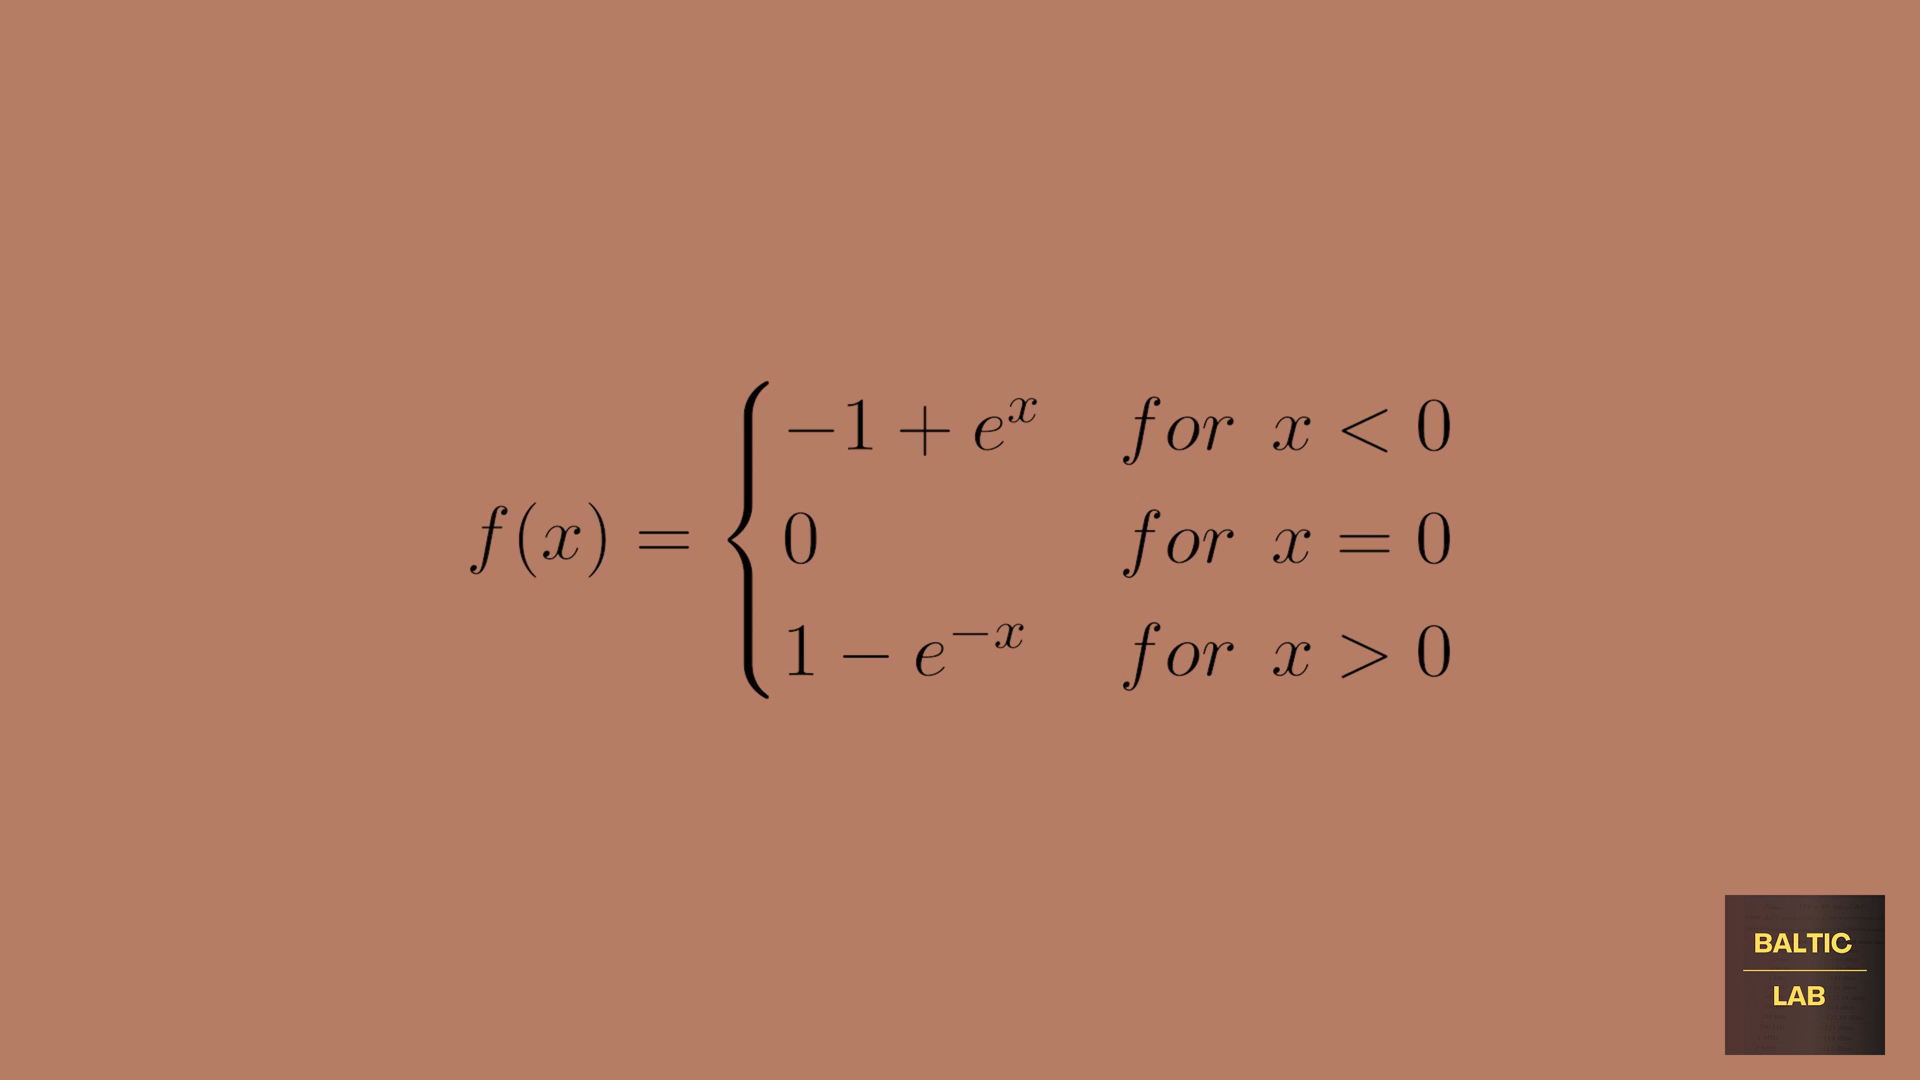 f(x) = { −1 + e^x for x < 0
0 for x = 0
1 − e^{−x} for x > 0
BALTIC
LAB